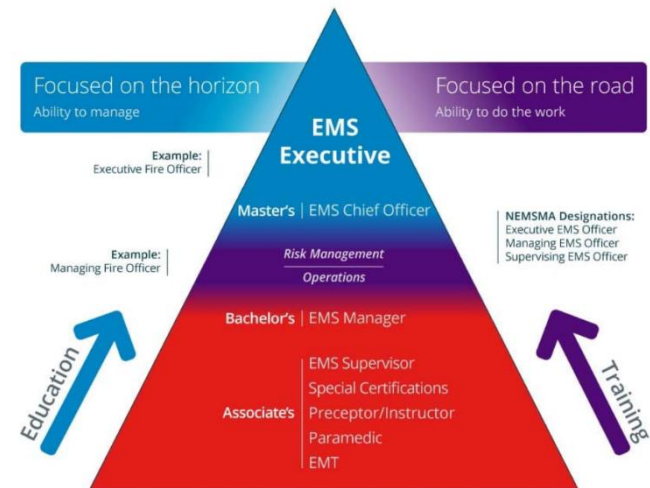 Focused on the horizon
Ability to manage
Focused on the road
Ability to do the work
EMS
Executive
Example:
Executive Fire Officer
Master's | EMS Chief Officer
NEMSMA Designations:
Executive EMS Officer
Managing EMS Officer
Supervising EMS Officer
Example:
Managing Fire Officer
Risk Management
Operations
Bachelor's | EMS Manager
Associate's
EMS Supervisor
Special Certifications
Preceptor/Instructor
Paramedic
EMT
Education
Training